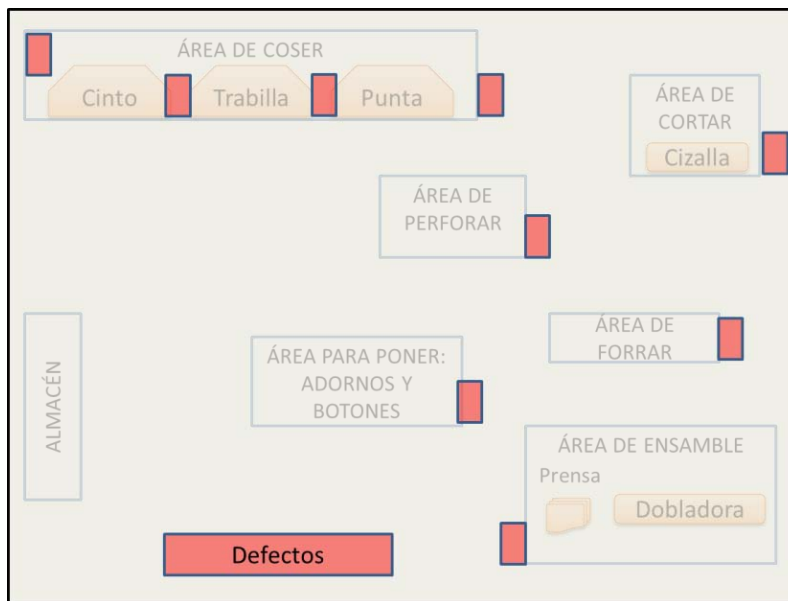 ÁREA DE COSER
Cinto
Trabilla
Punta
ÁREA DE
CORTAR
Cizalla
ÁREA DE
PERFORAR
ALMACÉN
ÁREA PARA PONER:
ADORNOS Y
BOTONES
ÁREA DE
FORRAR
ÁREA DE ENSAMBLE
Prensa
Dobladora
Defectos